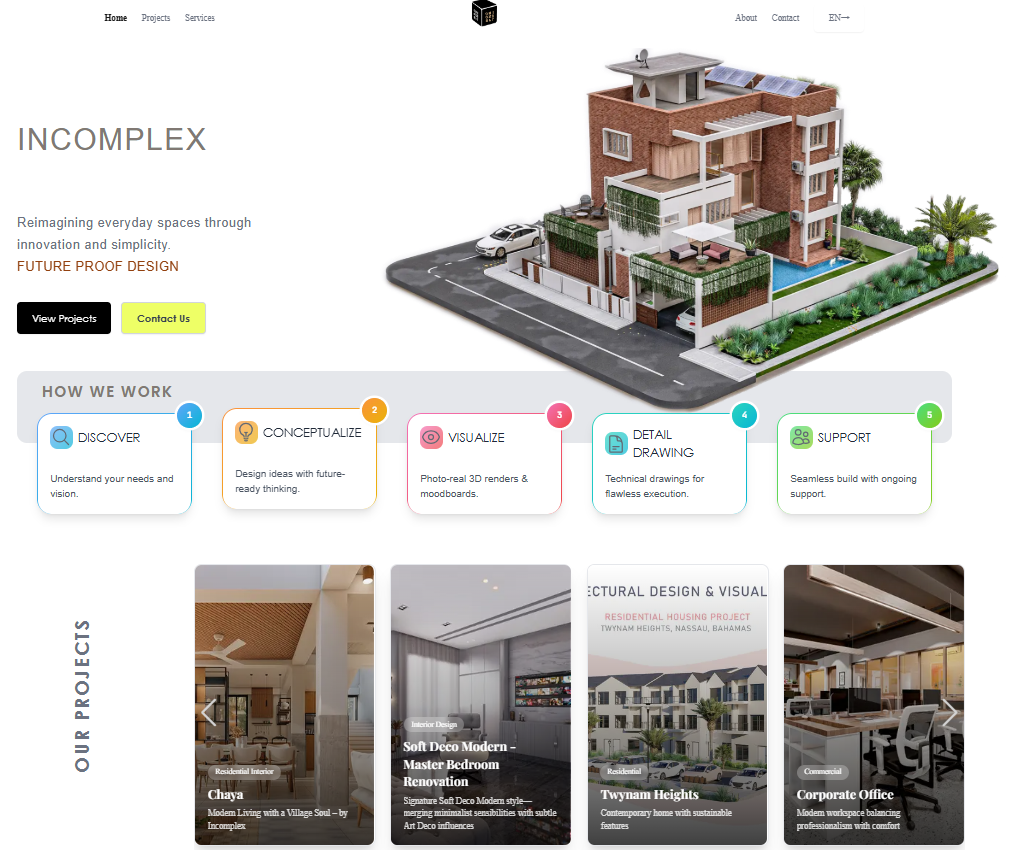 Home Projects Services About Contact EN→
INCOMPLEX
Reimagining everyday spaces through
innovation and simplicity.
FUTURE PROOF DESIGN
View Projects Contact Us
HOW WE WORK
1
DISCOVER
Understand your needs and
vision.
2
CONCEPTUALIZE
Design ideas with future-
ready thinking.
3
VISUALIZE
Photo-real 3D renders &
moodboards.
4
DETAIL
DRAWING
Technical drawings for
flawless execution.
5
SUPPORT
Seamless build with ongoing
support.
OUR PROJECTS
Residential Interior
Chaya
Modern Living with a Village Soul – by
Incomplex
Interior Design
Soft Deco Modern –
Master Bedroom
Renovation
Signature Soft Deco Modern style—
merging minimalist sensibilities with subtle
Art Deco influences
ECTURAL DESIGN & VISUAL
RESIDENTIAL HOUSING PROJECT
TWYNAM HEIGHTS, NASSAU, BAHAMAS
Residential
Twynam Heights
Contemporary home with sustainable
features
Commercial
Corporate Office
Modern workspace balancing
professionalism with comfort